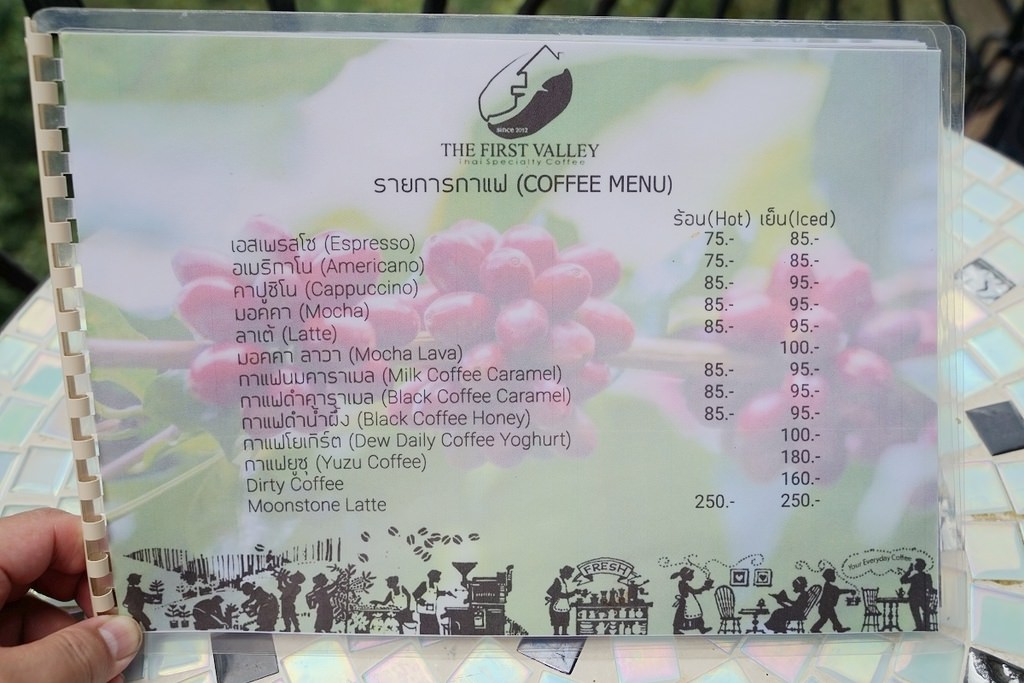 since 2012
THE FIRST VALLEY
Thai Specialty Coffee
รายการกาแฟ (COFFEE MENU)
ร้อน(Hot) เย็น(Iced)
เอสเพรสโซ (Espresso) 75.- 85.-
อเมริกาโน (Americano) 75.- 85.-
คาปูชิโน (Cappuccino) 85.- 95.-
มอคคา (Mocha) 85.- 95.-
ลาเต้ (Latte) 85.- 95.-
มอคคา ลาวา (Mocha Lava) 100.-
กาแฟนมคาราเมล (Milk Coffee Caramel) 85.- 95.-
กาแฟดำคาราเมล (Black Coffee Caramel) 85.- 95.-
กาแฟดำน้ำผึ้ง (Black Coffee Honey) 85.- 95.-
กาแฟโยเกิร์ต (Dew Daily Coffee Yoghurt) 100.-
กาแฟยูซุ (Yuzu Coffee) 180.-
Dirty Coffee 160.-
Moonstone Latte 250.- 250.-
FRESH
Your Everyday Coffee